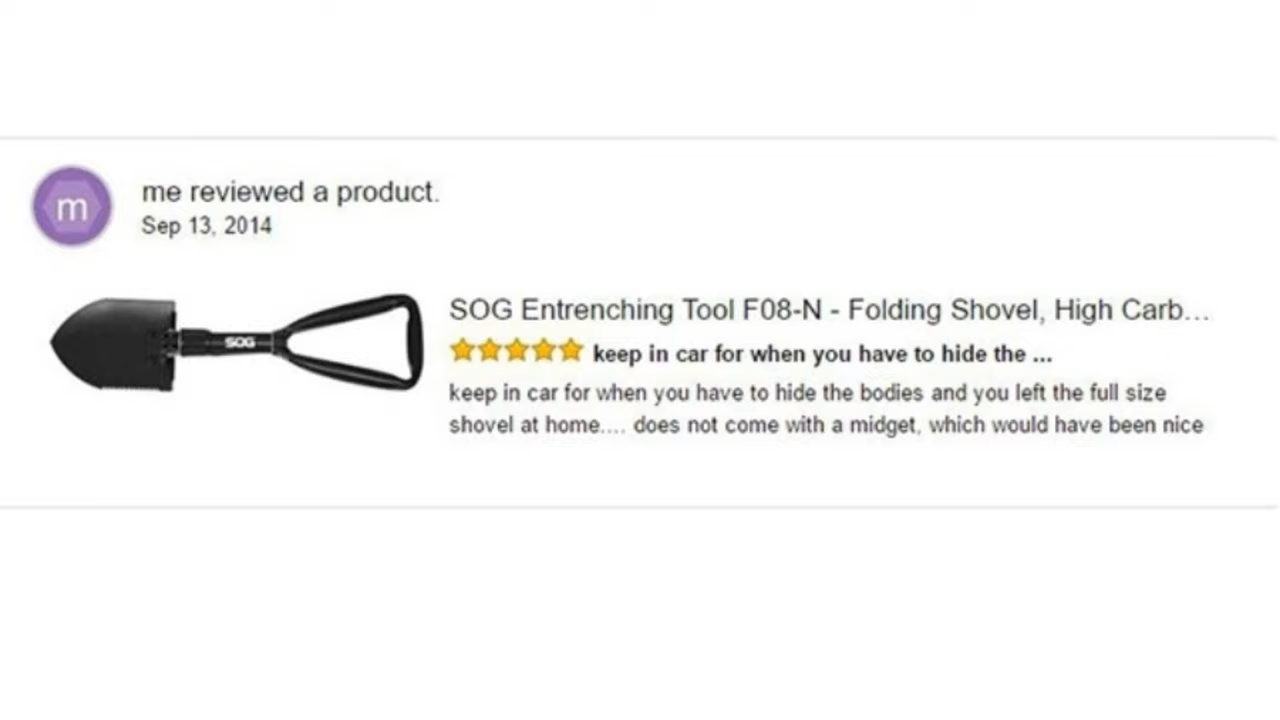 m
me reviewed a product.
Sep 13, 2014
SOG
SOG Entrenching Tool F08-N - Folding Shovel, High Carb...
keep in car for when you have to hide the ...
keep in car for when you have to hide the bodies and you left the full size
shovel at home.... does not come with a midget, which would have been nice